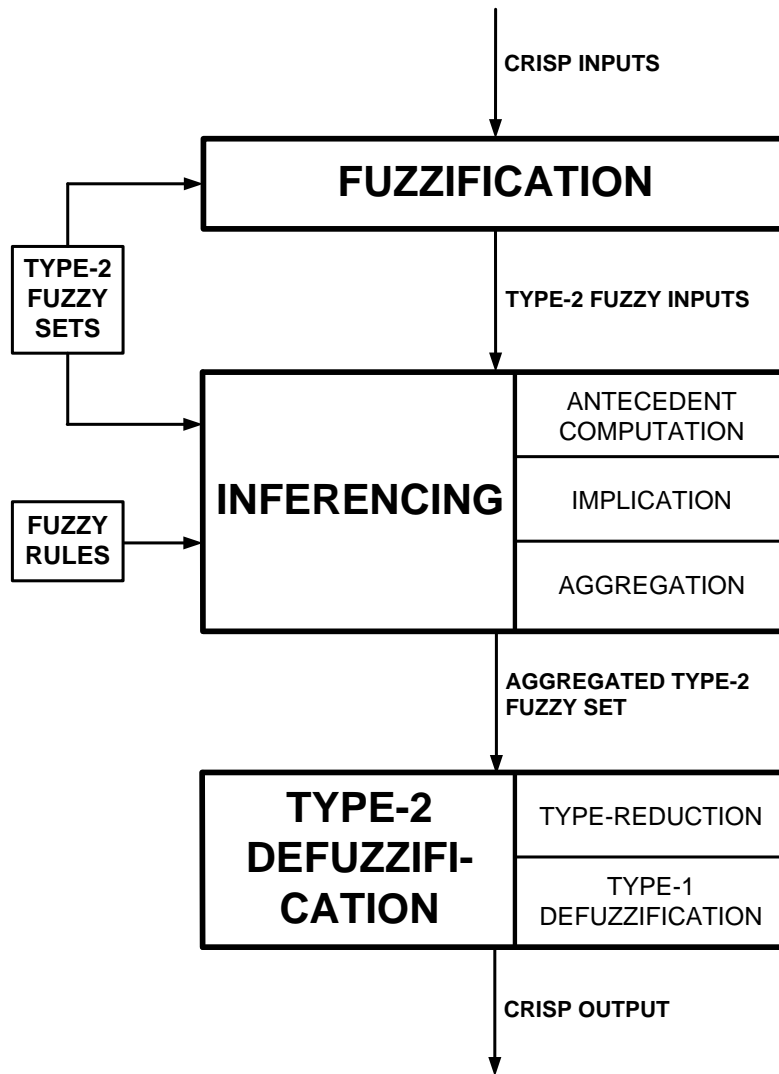 CRISP INPUTS
FUZZIFICATION
TYPE-2
FUZZY
SETS
TYPE-2 FUZZY INPUTS
INFERENCING
ANTECEDENT
COMPUTATION
IMPLICATION
AGGREGATION
FUZZY
RULES
AGGREGATED TYPE-2
FUZZY SET
TYPE-2
DEFUZZIFI-
CATION
TYPE-REDUCTION
TYPE-1
DEFUZZIFICATION
CRISP OUTPUT